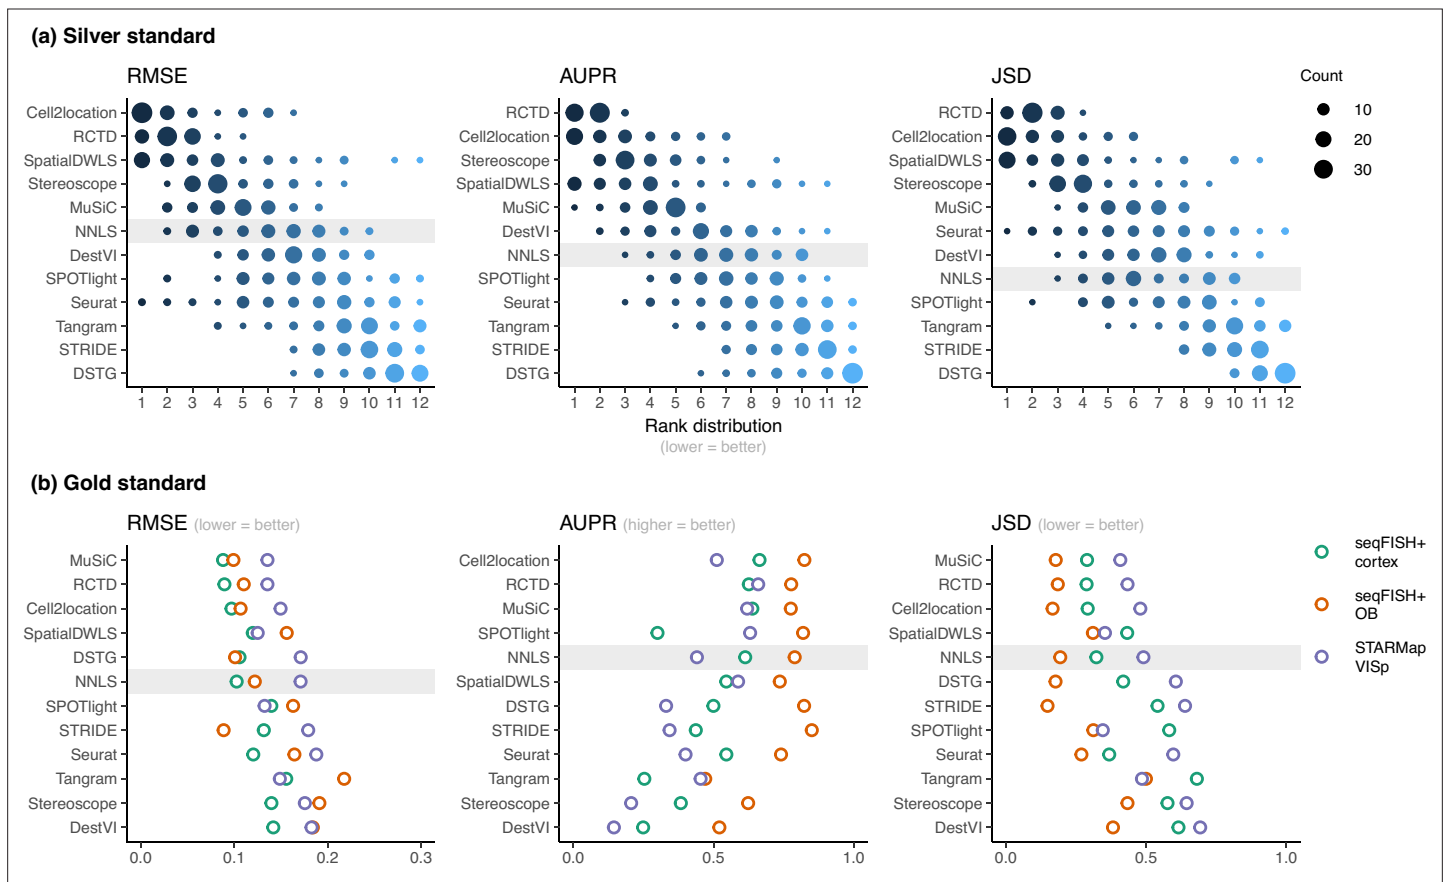 (a) Silver standard
RMSE
Cell2location
RCTD
SpatialDWLS
Stereoscope
MuSiC
NNLS
DestVI
SPOTlight
Seurat
Tangram
STRIDE
DSTG
1 2 3 4 5 6 7 8 9 10 11 12
AUPR
RCTD
Cell2location
Stereoscope
SpatialDWLS
MuSiC
DestVI
NNLS
SPOTlight
Seurat
Tangram
STRIDE
DSTG
1 2 3 4 5 6 7 8 9 10 11 12
Rank distribution
(lower = better)
JSD
RCTD
Cell2location
SpatialDWLS
Stereoscope
MuSiC
Seurat
DestVI
NNLS
SPOTlight
Tangram
STRIDE
DSTG
1 2 3 4 5 6 7 8 9 10 11 12
Count
10
20
30
(b) Gold standard
RMSE (lower = better)
MuSiC
RCTD
Cell2location
SpatialDWLS
DSTG
NNLS
SPOTlight
STRIDE
Seurat
Tangram
Stereoscope
DestVI
0.0 0.1 0.2 0.3
AUPR (higher = better)
Cell2location
RCTD
MuSiC
SPOTlight
NNLS
SpatialDWLS
DSTG
STRIDE
Seurat
Tangram
Stereoscope
DestVI
0.0 0.5 1.0
JSD (lower = better)
MuSiC
RCTD
Cell2location
SpatialDWLS
NNLS
DSTG
STRIDE
SPOTlight
Seurat
Tangram
Stereoscope
DestVI
0.0 0.5 1.0
seqFISH+
cortex
seqFISH+
OB
STARMap
VISp